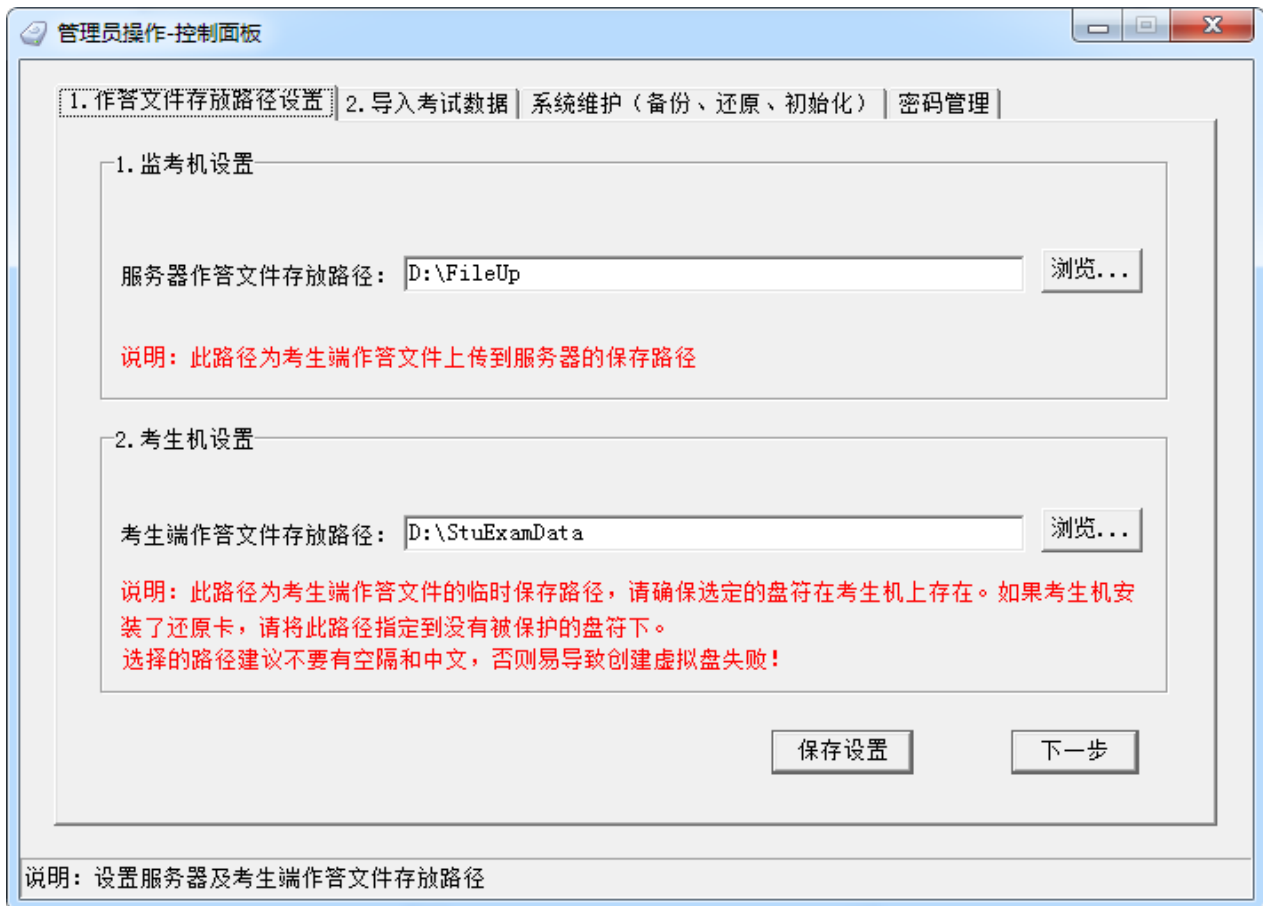 管理员操作-控制面板
1.作答文件存放路径设置 2.导入考试数据 系统维护（备份、还原、初始化） 密码管理
1.监考机设置
服务器作答文件存放路径： D:\FileUp 浏览...
说明：此路径为考生端作答文件上传到服务器的保存路径
2.考生机设置
考生端作答文件存放路径： D:\StuExamData 浏览...
说明：此路径为考生端作答文件的临时保存路径，请确保选定的盘符在考生机上存在。如果考生机安
装了还原卡，请将此路径指定到没有被保护的盘符下。
选择的路径建议不要有空隔和中文，否则易导致创建虚拟盘失败！
保存设置 下一步
说明：设置服务器及考生端作答文件存放路径